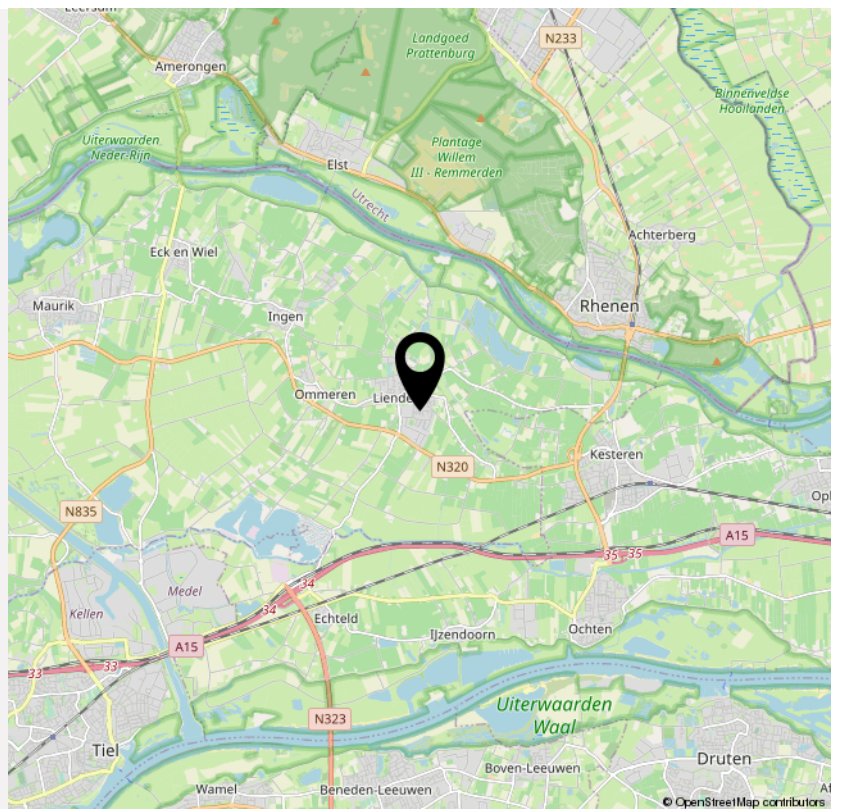 N233
Landgoed
Prattenburg
Amerongen
Binnenveldse
Hooilanden
Uiterwaarden
Neder-Rijn
Plantage
Willem
III - Remmerden
Elst
Utrecht
Achterberg
Eck en Wiel
Maurik
Rhenen
Ingen
Ommeren
Liende
Kesteren
N320
N835
A15
35
35
34
34
Medel
Kellen
Echteld
IJzendoorn
Ochten
A15
33
33
Uiterwaarden
Waal
N323
Tiel
Druten
Boven-Leeuwen
Wamel
Beneden-Leeuwen
© OpenStreetMap contributors